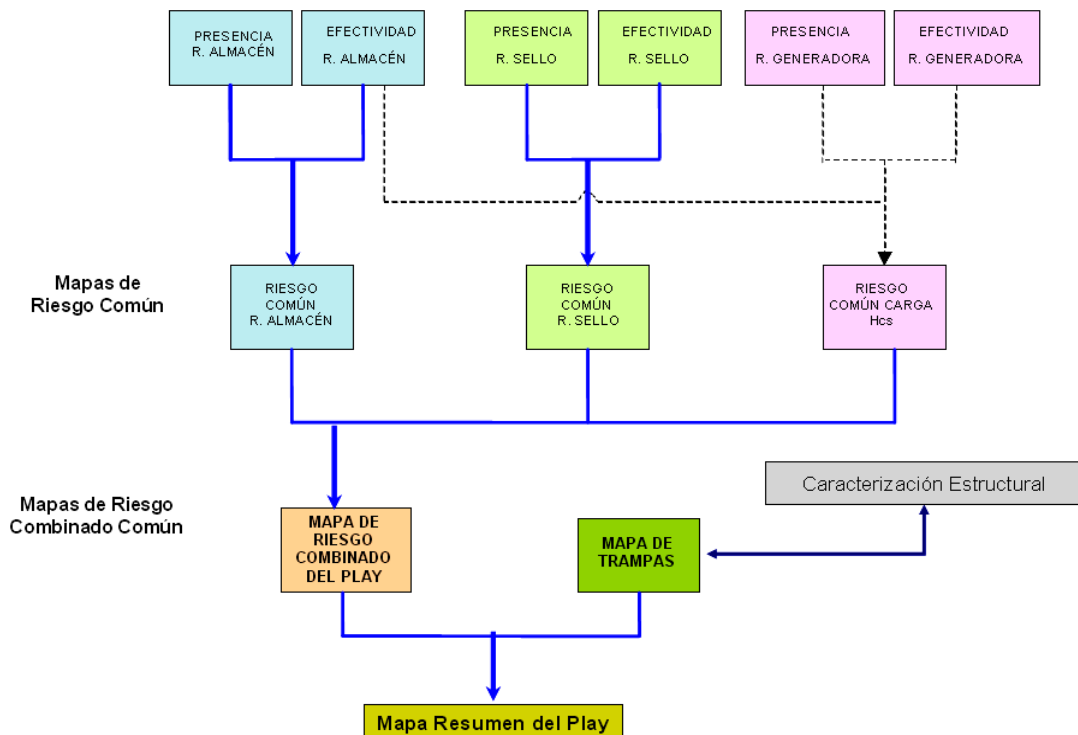 PRESENCIA
R. ALMACÉN
EFECTIVIDAD
R. ALMACÉN
PRESENCIA
R. SELLO
EFECTIVIDAD
R. SELLO
PRESENCIA
R. GENERADORA
EFECTIVIDAD
R. GENERADORA
Mapas de
Riesgo Común
RIESGO
COMÚN
R. ALMACÉN
RIESGO
COMÚN
R. SELLO
RIESGO
COMÚN CARGA
Hcs
Mapas de Riesgo
Combinado Común
MAPA DE
RIESGO
COMBINADO
DEL PLAY
MAPA DE
TRAMPAS
Caracterización Estructural
Mapa Resumen del Play